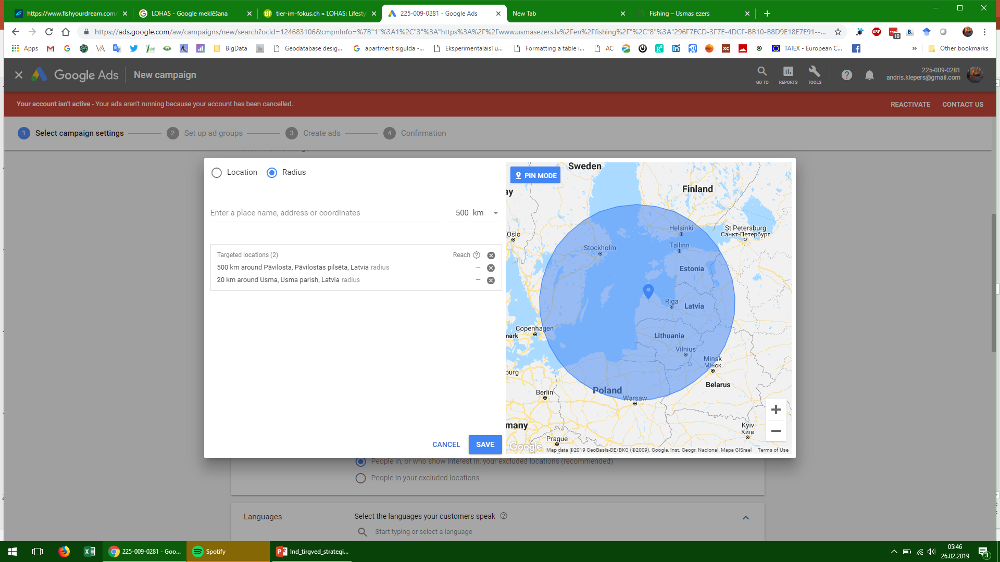 https://www.fishyourdream.com/
LOHAS - Google meklēšana
tier-im-fokus.ch » LOHAS: Lifesty
225-009-0281 - Google Ads
New Tab
Fishing – Usmas ezers
https://ads.google.com/aw/campaigns/new/search?ocid=124683106&cmpnInfo=%7B"1"%3A1%2C"3"%3A"https%3A%2F%2Fwww.usmasezers.lv%2Fen%2Ffishing%2F"%2C"8"%3A"296F7ECD-3F7E-4DCF-BB10-B8D9E18E7E91--...
ABP
10
B.
Apps
BigData
Geodatabase desig...
apartment sigulda -...
EksperimentalaisTu...
Formatting a table i...
AC
XC
TAIEX - European C...
»
Other bookmarks
Google Ads
New campaign
GO TO
REPORTS
TOOLS
225-009-0281
andris.klepers@gmail.com
Your account isn't active - Your ads aren't running because your account has been cancelled.
REACTIVATE
CONTACT US
1 Select campaign settings
2 Set up ad groups
3 Create ads
4 Confirmation
Location
Radius
Enter a place name, address or coordinates
500 km
Targeted locations (2)
Reach
500 km around Pāvilosta, Pāvilostas pilsēta, Latvia radius
–
20 km around Usma, Usma parish, Latvia radius
–
CANCEL
SAVE
PIN MODE
Sweden
Finland
ay
Oslo
Helsinki
St Petersburg
Санкт-Петербург
Stockholm
Tallinn
Estonia
Riga
Latvia
Copenhagen
mark
Lithuania
Vilnius
Minsk
Мінск
burg
Belarus
Poland
Berlin
Warsaw
many
Kyiv
Київ
Prague
Google
Map data ©2019 GeoBasis-DE/BKG (©2009), Google, Inst. Geogr. Nacional, Mapa GISrael
Terms of Use
People in, or who show interest in, your excluded locations (recommended)
People in your excluded locations
Languages
Select the languages your customers speak
Start typing or select a language
225-009-0281 - Goo...
Spotify
Ind_tirgved_strategi...
05:46
26.02.2019
3